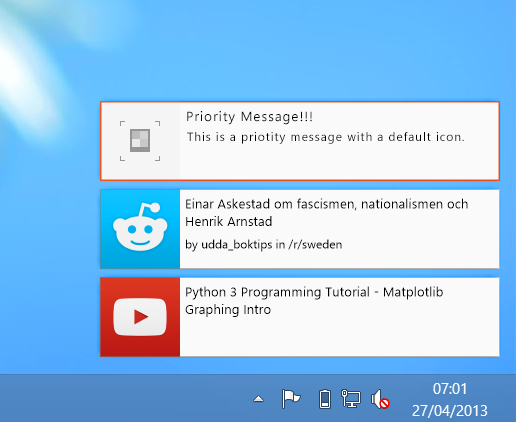 Priority Message!!!
This is a priotity message with a default icon.
Einar Askestad om fascismen, nationalismen och
Henrik Arnstad
by udda_boktips in /r/sweden
Python 3 Programming Tutorial - Matplotlib
Graphing Intro
07:01
27/04/2013